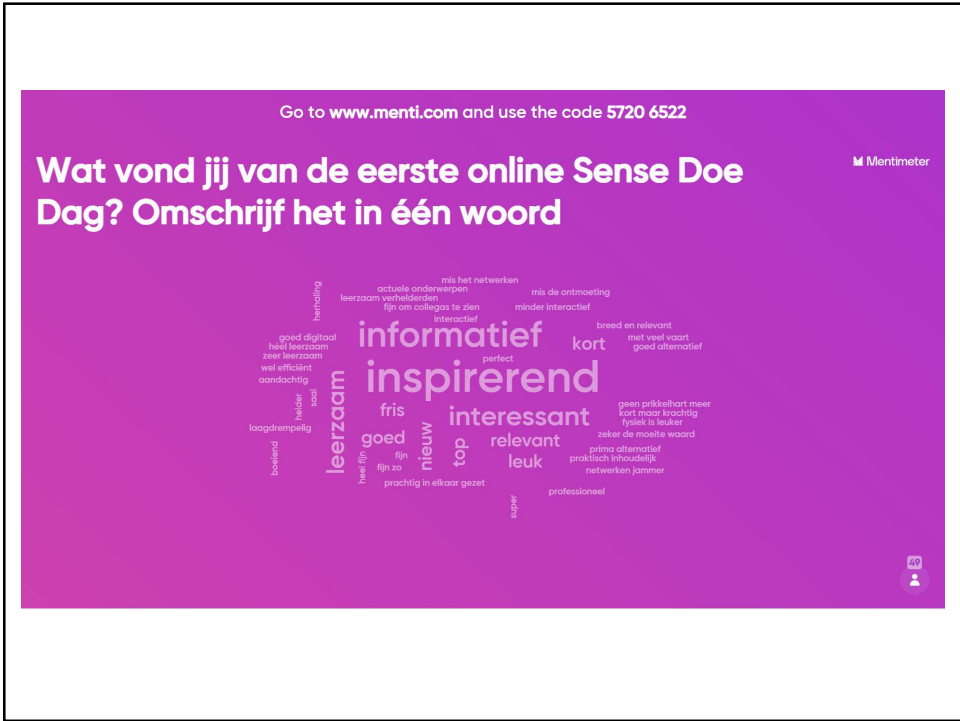 Go to www.menti.com and use the code 5720 6522
Mentimeter
Wat vond jij van de eerste online Sense Doe
Dag? Omschrijf het in één woord
mis het netwerken
actuele onderwerpen
mis de ontmoeting
leerzaam verhelderden
herhaling
fijn om collegas te zien
minder interactief
interactief
breed en relevant
informatief
goed digitaal
kort
met veel vaart
goed alternatief
heel leerzaam
zeer leerzaam
perfect
wel efficiënt
inspirerend
aandachtig
leerzaam
helder
saai
fris
interessant
geen prikkelhart meer
kort maar krachtig
fysiek is leuker
laagdrempelig
goed
nieuw
top
relevant
zeker de moeite waard
boeiend
heel fijn
fijn
prima alternatief
praktisch inhoudelijk
fijn zo
leuk
netwerken jammer
prachtig in elkaar gezet
super
professioneel
49